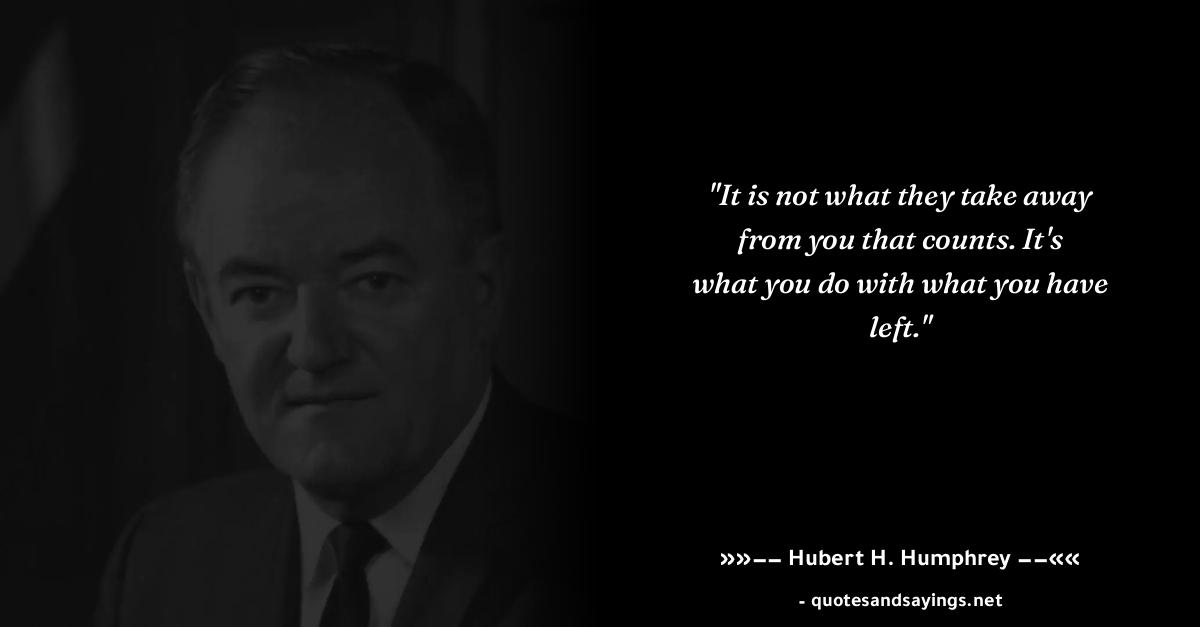 "It is not what they take away
from you that counts. It's
what you do with what you have
left."
»»−− Hubert H. Humphrey −−««
- quotesandsayings.net